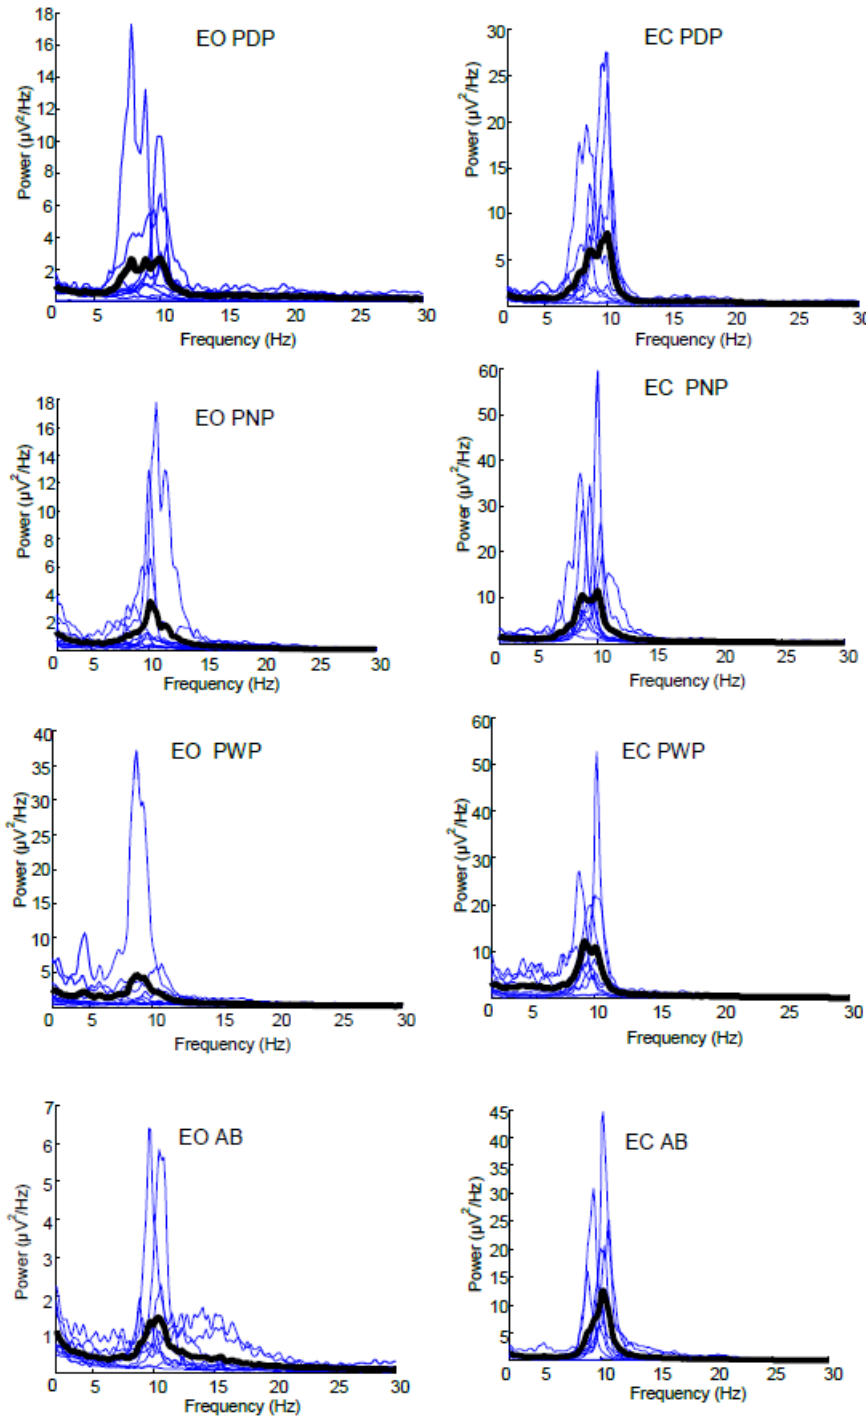 EO PDP
Power (µV²/Hz)
18
16
14
12
10
8
6
4
2
0 5 10 15 20 25 30
Frequency (Hz)
EC PDP
Power (µV²/Hz)
30
25
20
15
10
5
0 5 10 15 20 25 30
Frequency (Hz)
EO PNP
Power (µV²/Hz)
18
16
14
12
10
8
6
4
2
0 5 10 15 20 25 30
Frequency (Hz)
EC PNP
Power (µV²/Hz)
60
50
40
30
20
10
0 5 10 15 20 25 30
Frequency (Hz)
EO PWP
Power (µV²/Hz)
40
35
30
25
20
15
10
5
0 5 10 15 20 25 30
Frequency (Hz)
EC PWP
Power (µV²/Hz)
60
50
40
30
20
10
0 5 10 15 20 25 30
Frequency (Hz)
EO AB
Power (µV²/Hz)
7
6
5
4
3
2
1
0 5 10 15 20 25 30
Frequency (Hz)
EC AB
Power (µV²/Hz)
45
40
35
30
25
20
15
10
5
0 5 10 15 20 25 30
Frequency (Hz)